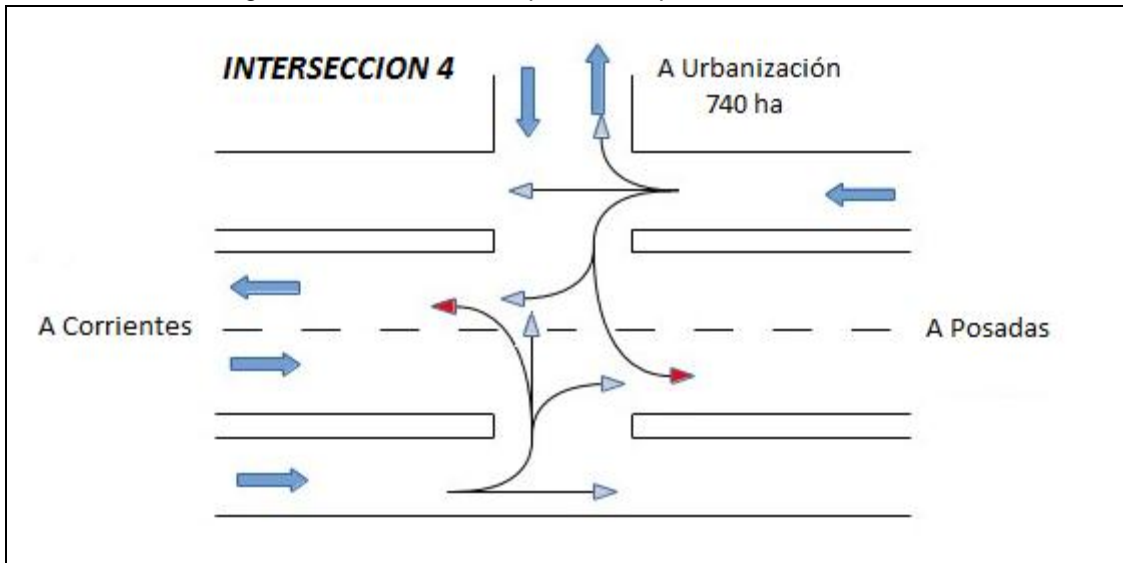 INTERSECCION 4
A Urbanización
740 ha
A Corrientes
A Posadas